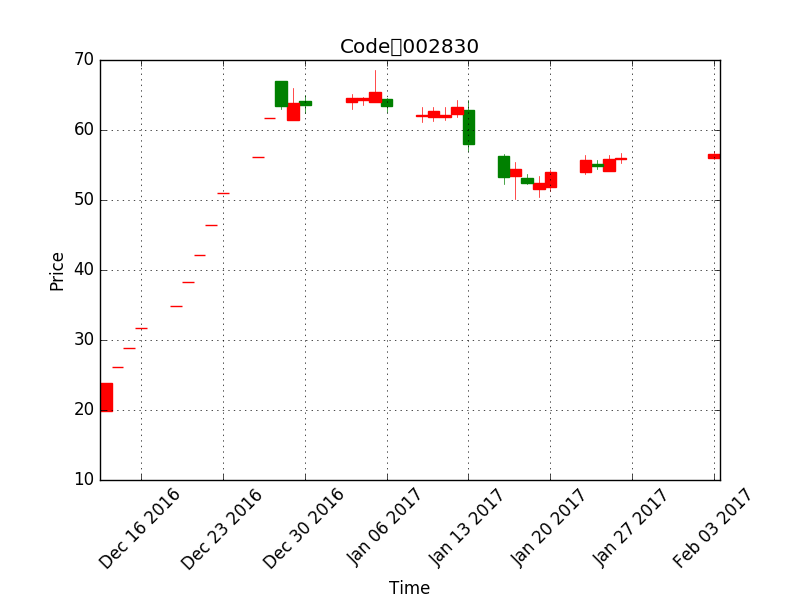 Code▯002830
70
60
50
40
30
20
10
Price
Dec 16 2016
Dec 23 2016
Dec 30 2016
Jan 06 2017
Jan 13 2017
Jan 20 2017
Jan 27 2017
Feb 03 2017
Time